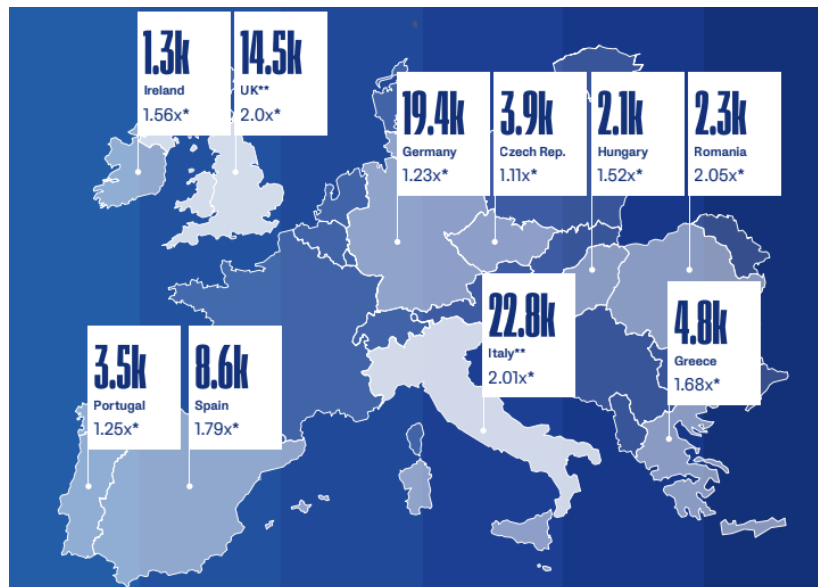 1.3k
Ireland
1.56x*
14.5k
UK**
2.0x*
19.4k
Germany
1.23x*
3.9k
Czech Rep.
1.11x*
2.1k
Hungary
1.52x*
2.3k
Romania
2.05x*
22.8k
Italy**
2.01x*
4.8k
Greece
1.68x*
3.5k
Portugal
1.25x*
8.6k
Spain
1.79x*